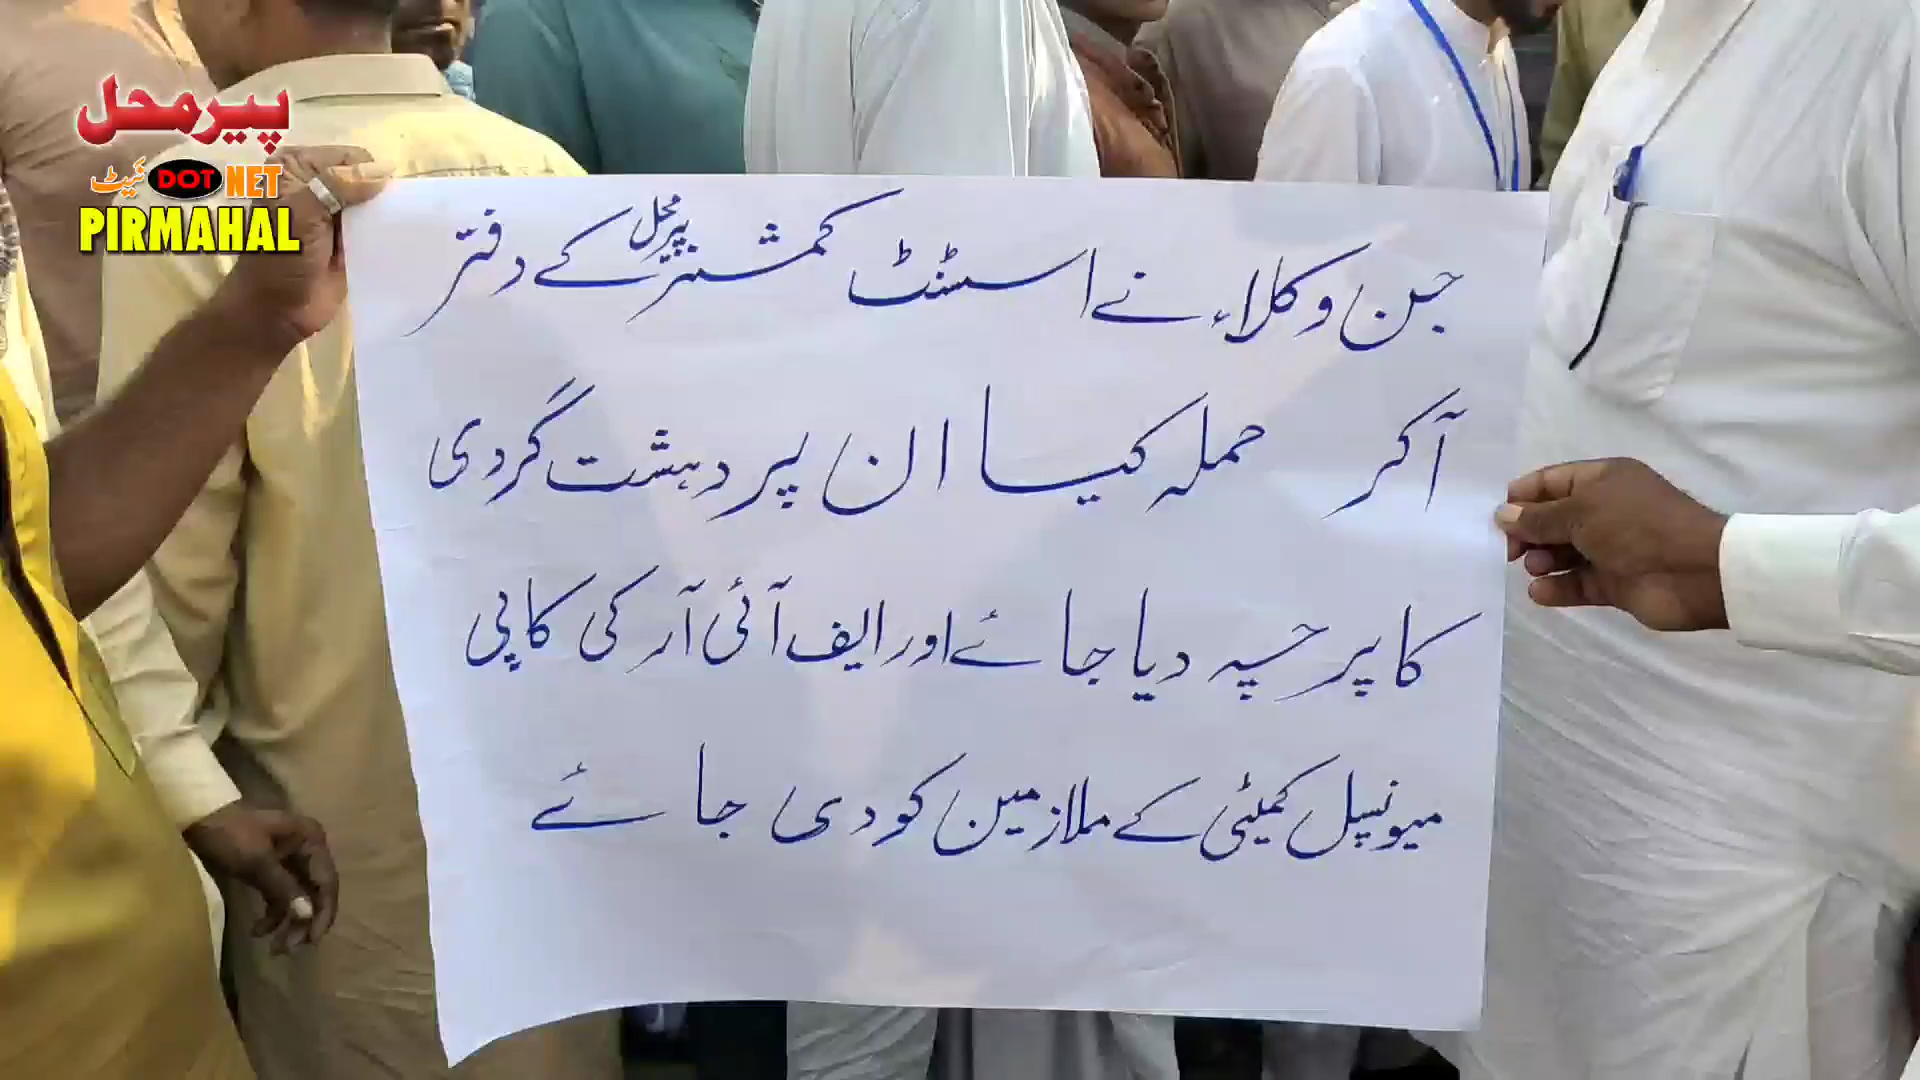 پیرمحل
نیٹ DOT NET
PIRMAHAL
جن وکلاء نے اسسٹنٹ کمشنر پیرمحل کے دفتر
آکر حملہ کیا ان پر دہشت گردی
کا پرچہ دیا جائے اور ایف آئی آر کی کاپی
میونسپل کمیٹی کے ملازمین کو دی جائے